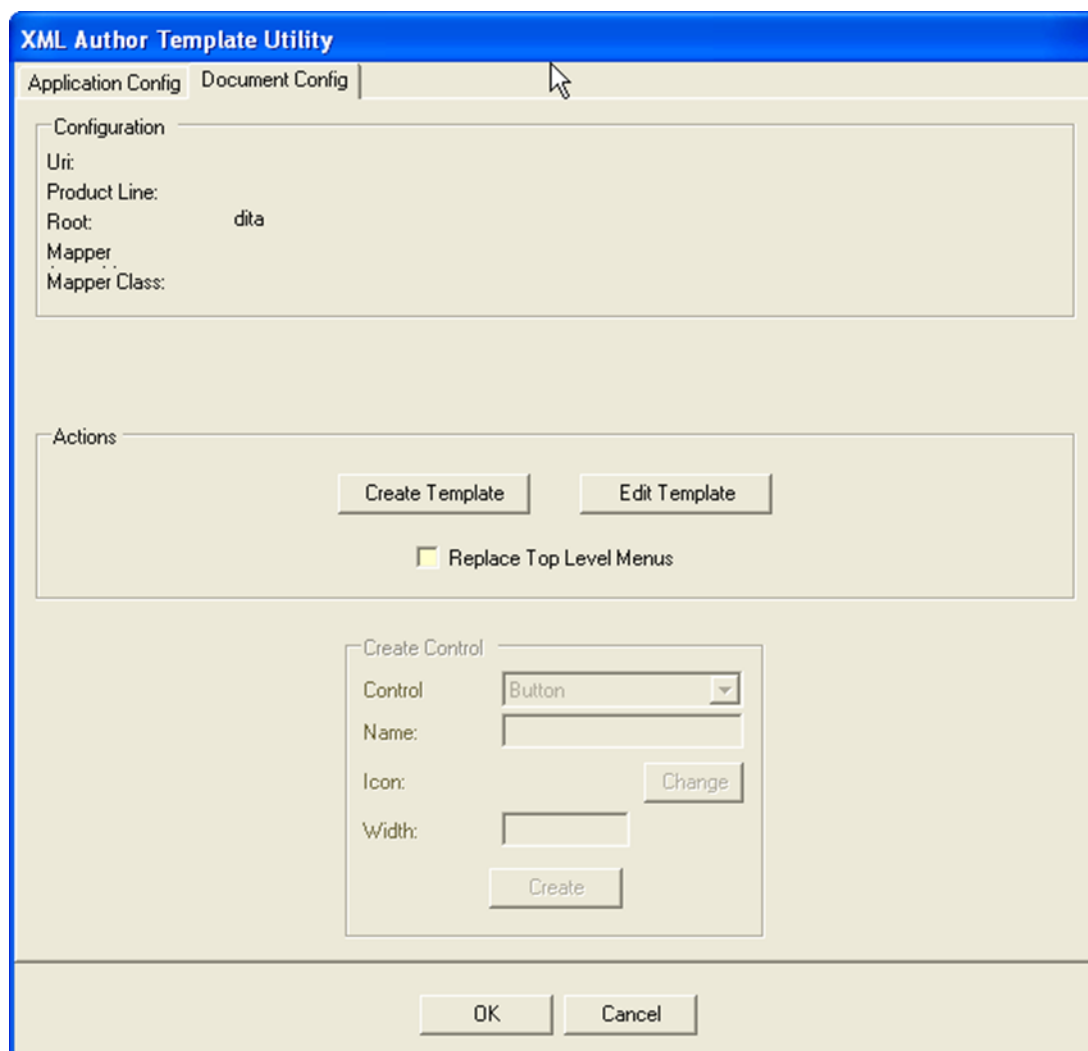 XML Author Template Utility
Application Config Document Config
Configuration
Uri:
Product Line:
Root: dita
Mapper
Mapper Class:
Actions
Create Template Edit Template
Replace Top Level Menus
Create Control
Control Button
Name:
Icon: Change
Width:
Create
OK Cancel